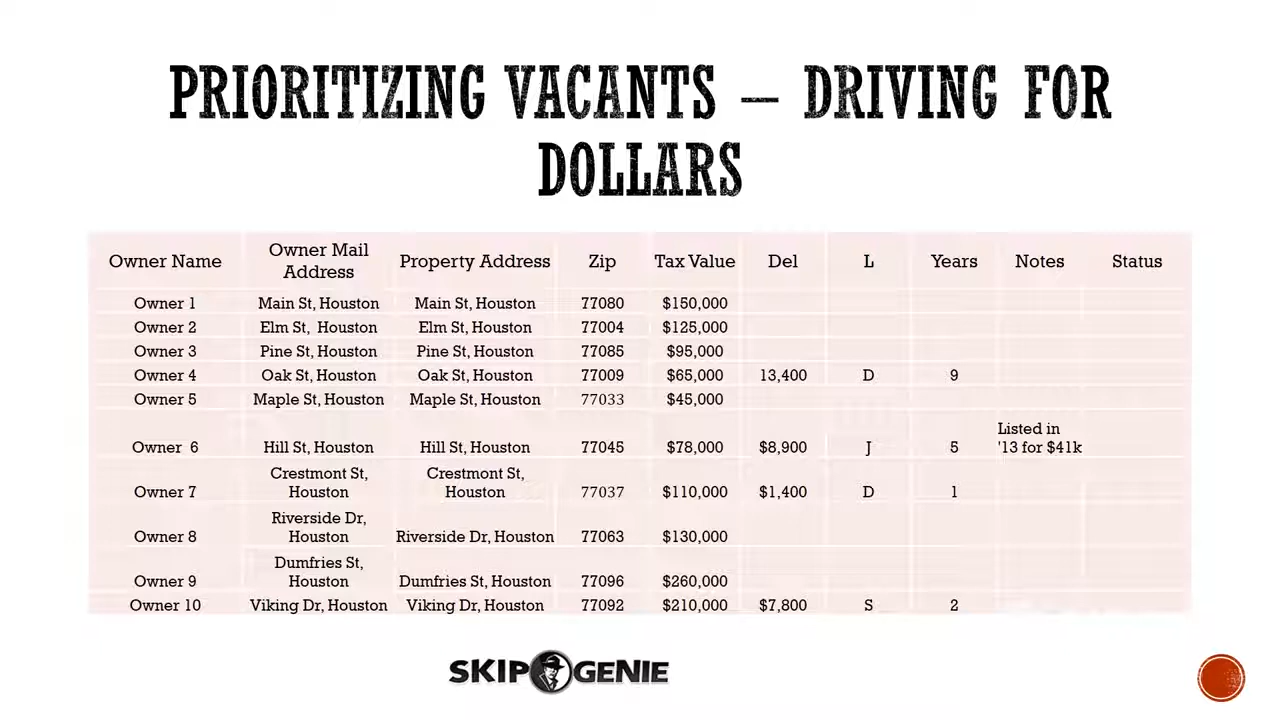 PRIORITIZING VACANTS – DRIVING FOR
DOLLARS
Owner Name Owner Mail Address Property Address Zip Tax Value Del L Years Notes Status
Owner 1 Main St, Houston Main St, Houston 77080 $150,000
Owner 2 Elm St, Houston Elm St, Houston 77004 $125,000
Owner 3 Pine St, Houston Pine St, Houston 77085 $95,000
Owner 4 Oak St, Houston Oak St, Houston 77009 $65,000 13,400 D 9
Owner 5 Maple St, Houston Maple St, Houston 77033 $45,000
Owner 6 Hill St, Houston Hill St, Houston 77045 $78,000 $8,900 J 5 Listed in '13 for $41k
Owner 7 Crestmont St, Houston Crestmont St, Houston 77037 $110,000 $1,400 D 1
Owner 8 Riverside Dr, Houston Riverside Dr, Houston 77063 $130,000
Owner 9 Dumfries St, Houston Dumfries St, Houston 77096 $260,000
Owner 10 Viking Dr, Houston Viking Dr, Houston 77092 $210,000 $7,800 S 2
SKIP GENIE